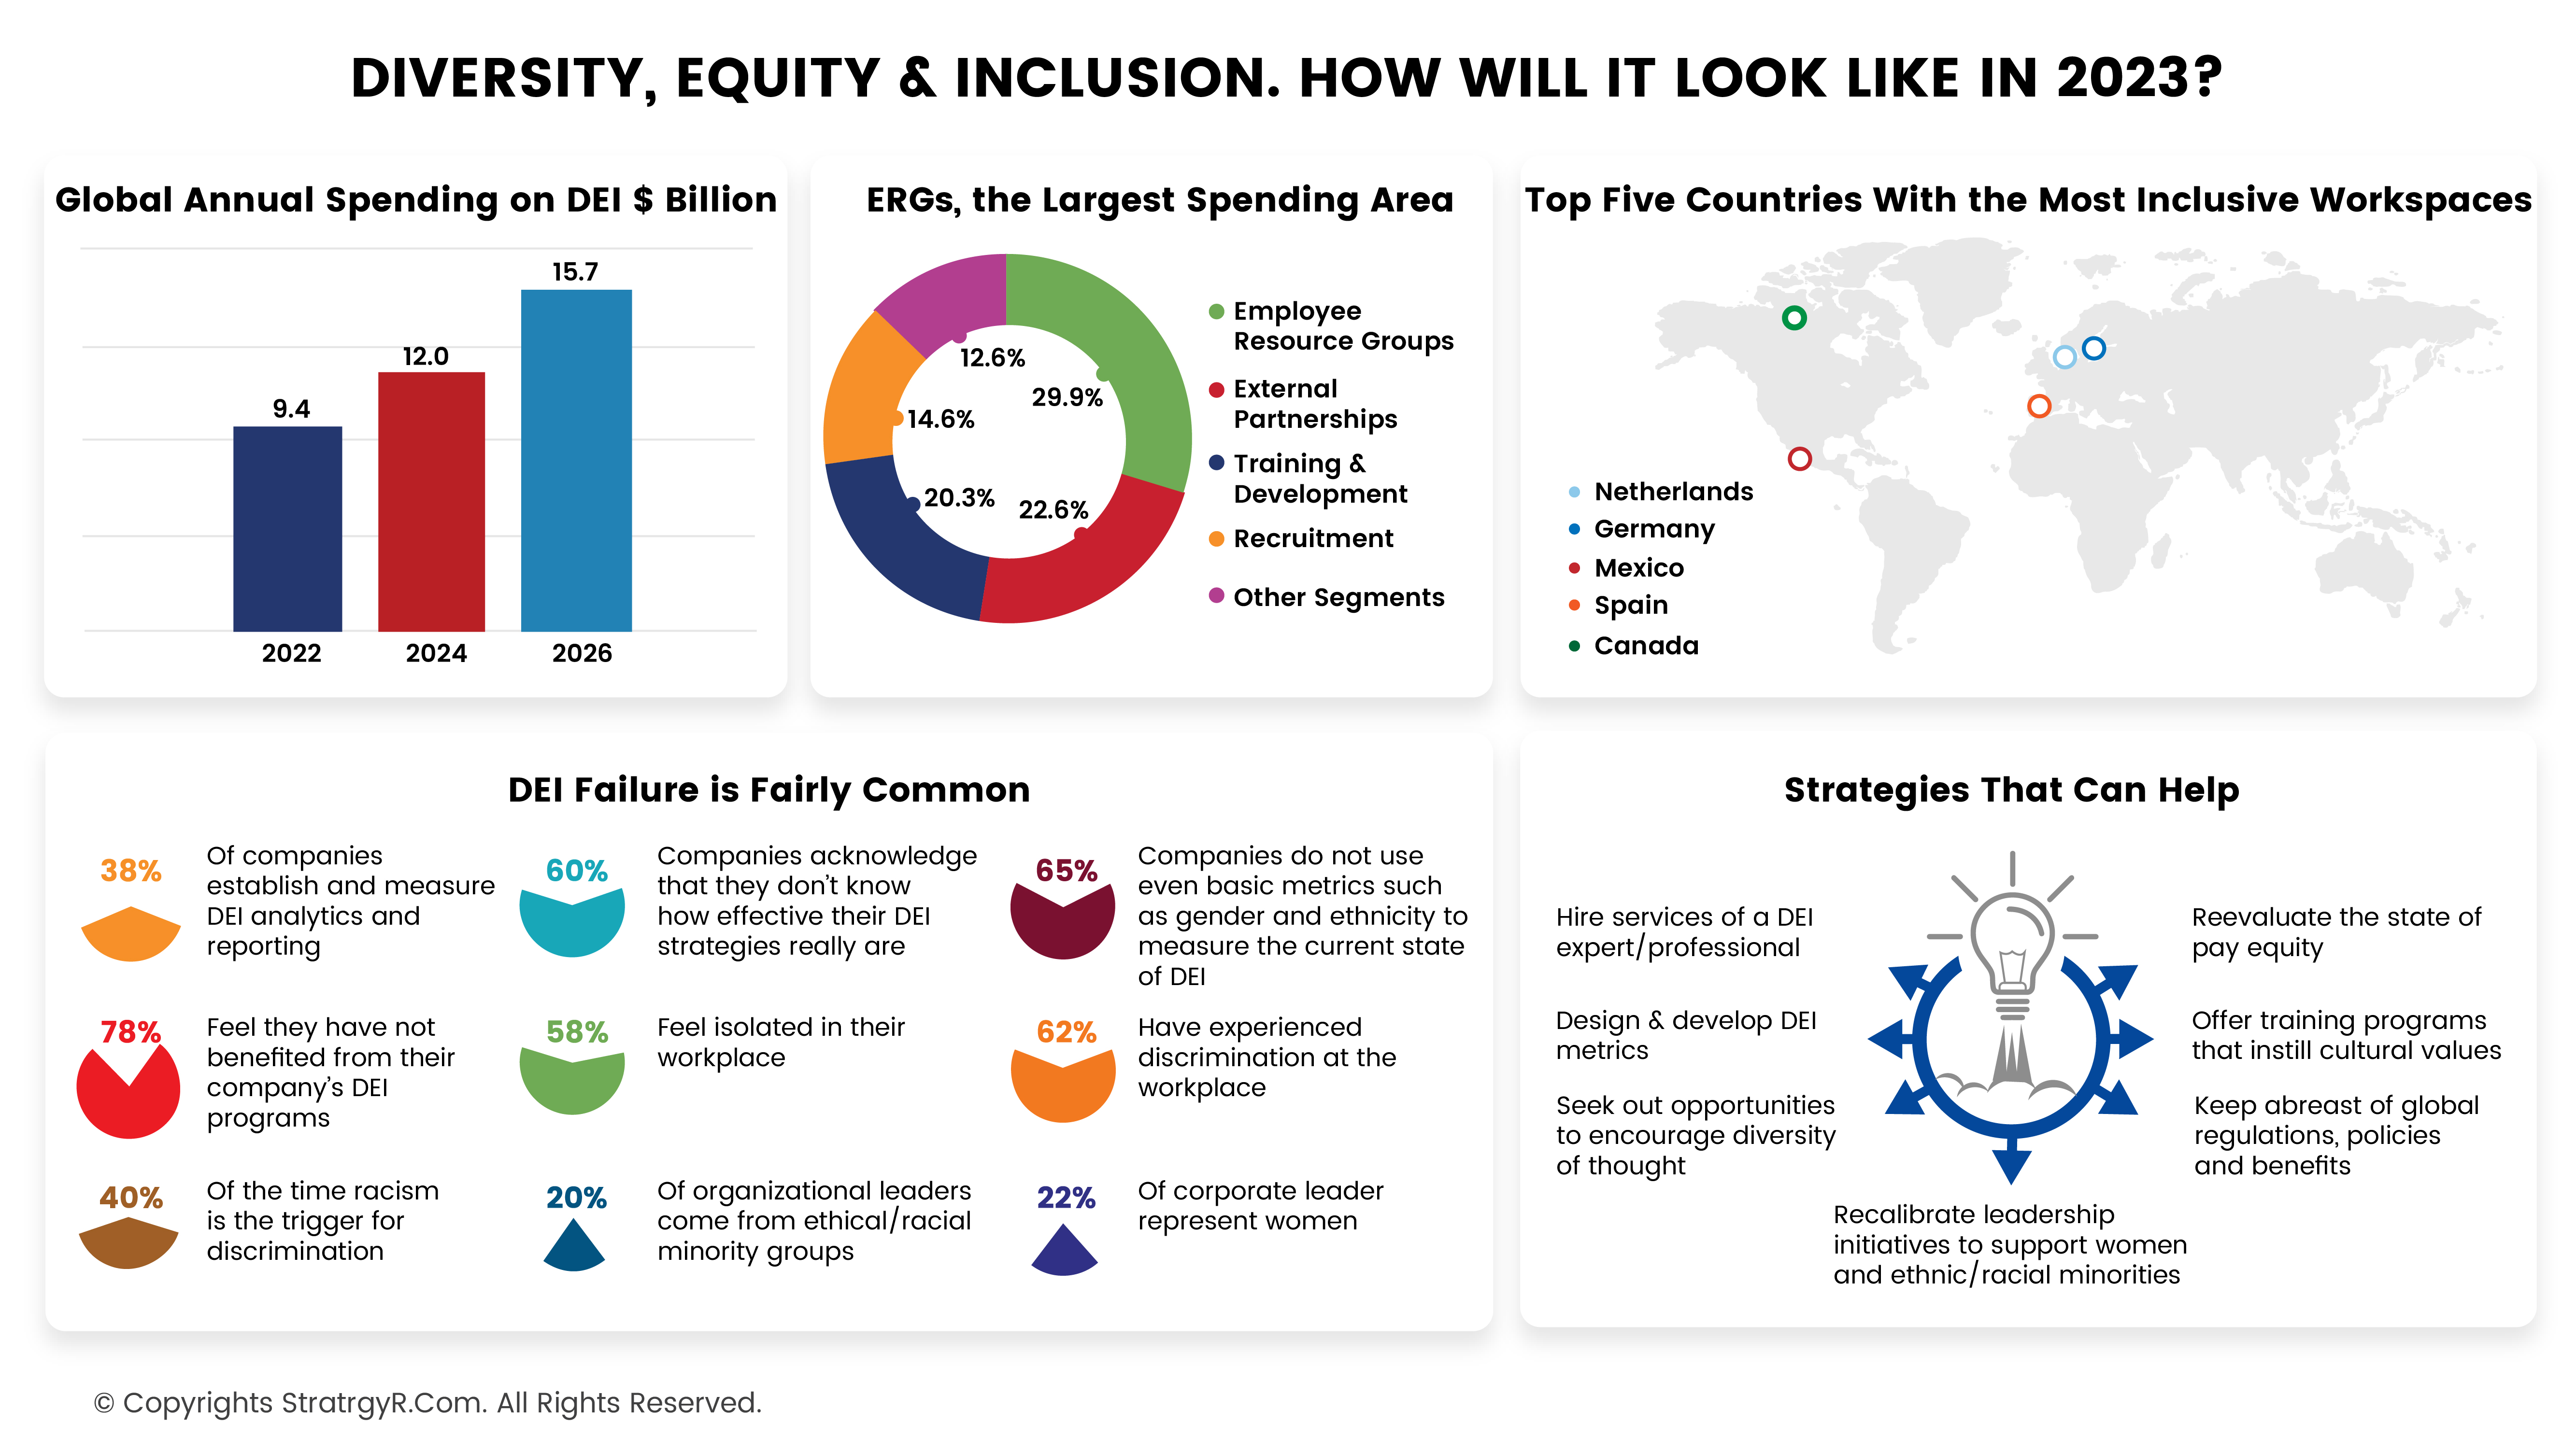 DIVERSITY, EQUITY & INCLUSION. HOW WILL IT LOOK LIKE IN 2023?
Global Annual Spending on DEI $ Billion
15.7
12.0
9.4
2022
2024
2026
ERGs, the Largest Spending Area
12.6%
29.9%
14.6%
20.3%
22.6%
Employee
Resource Groups
External
Partnerships
Training &
Development
Recruitment
Other Segments
Top Five Countries With the Most Inclusive Workspaces
Netherlands
Germany
Mexico
Spain
Canada
DEI Failure is Fairly Common
38%
Of companies
establish and measure
DEI analytics and
reporting
60%
Companies acknowledge
that they don't know
how effective their DEI
strategies really are
65%
Companies do not use
even basic metrics such
as gender and ethnicity to
measure the current state
of DEI
78%
Feel they have not
benefited from their
company's DEI
programs
58%
Feel isolated in their
workplace
62%
Have experienced
discrimination at the
workplace
40%
Of the time racism
is the trigger for
discrimination
20%
Of organizational leaders
come from ethical/racial
minority groups
22%
Of corporate leader
represent women
Strategies That Can Help
Hire services of a DEI
expert/professional
Design & develop DEI
metrics
Seek out opportunities
to encourage diversity
of thought
Reevaluate the state of
pay equity
Offer training programs
that instill cultural values
Keep abreast of global
regulations, policies
and benefits
Recalibrate leadership
initiatives to support women
and ethnic/racial minorities
© Copyrights StratrgyR.Com. All Rights Reserved.